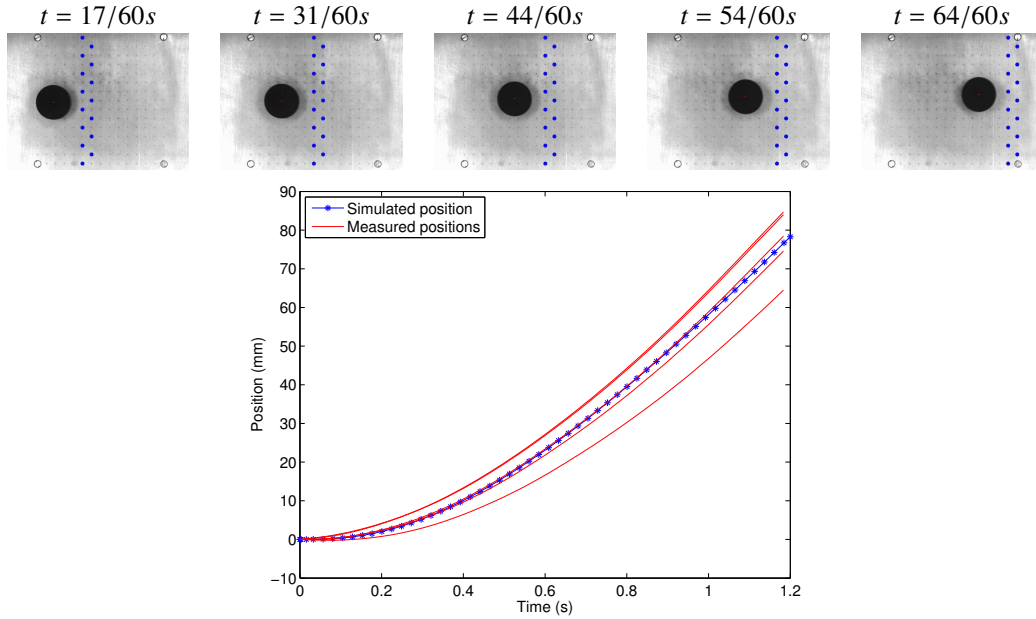 t = 17/60s t = 31/60s t = 44/60s t = 54/60s t = 64/60s
90
80
70
60
50
40
30
20
10
0
−10
Position (mm)
Simulated position
Measured positions
0 0.2 0.4 0.6 0.8 1 1.2
Time (s)